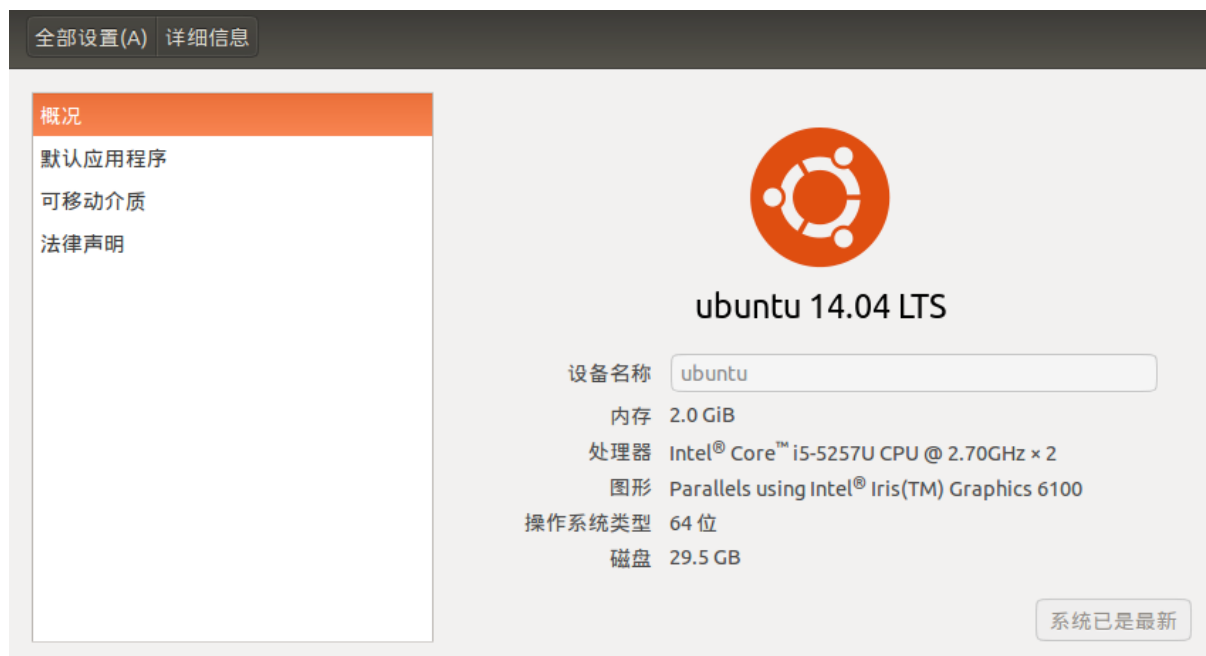 全部设置(A) 详细信息
概况
默认应用程序
可移动介质
法律声明
ubuntu 14.04 LTS
设备名称 ubuntu
内存 2.0 GiB
处理器 Intel® Core™ i5-5257U CPU @ 2.70GHz × 2
图形 Parallels using Intel® Iris(TM) Graphics 6100
操作系统类型 64 位
磁盘 29.5 GB
系统已是最新